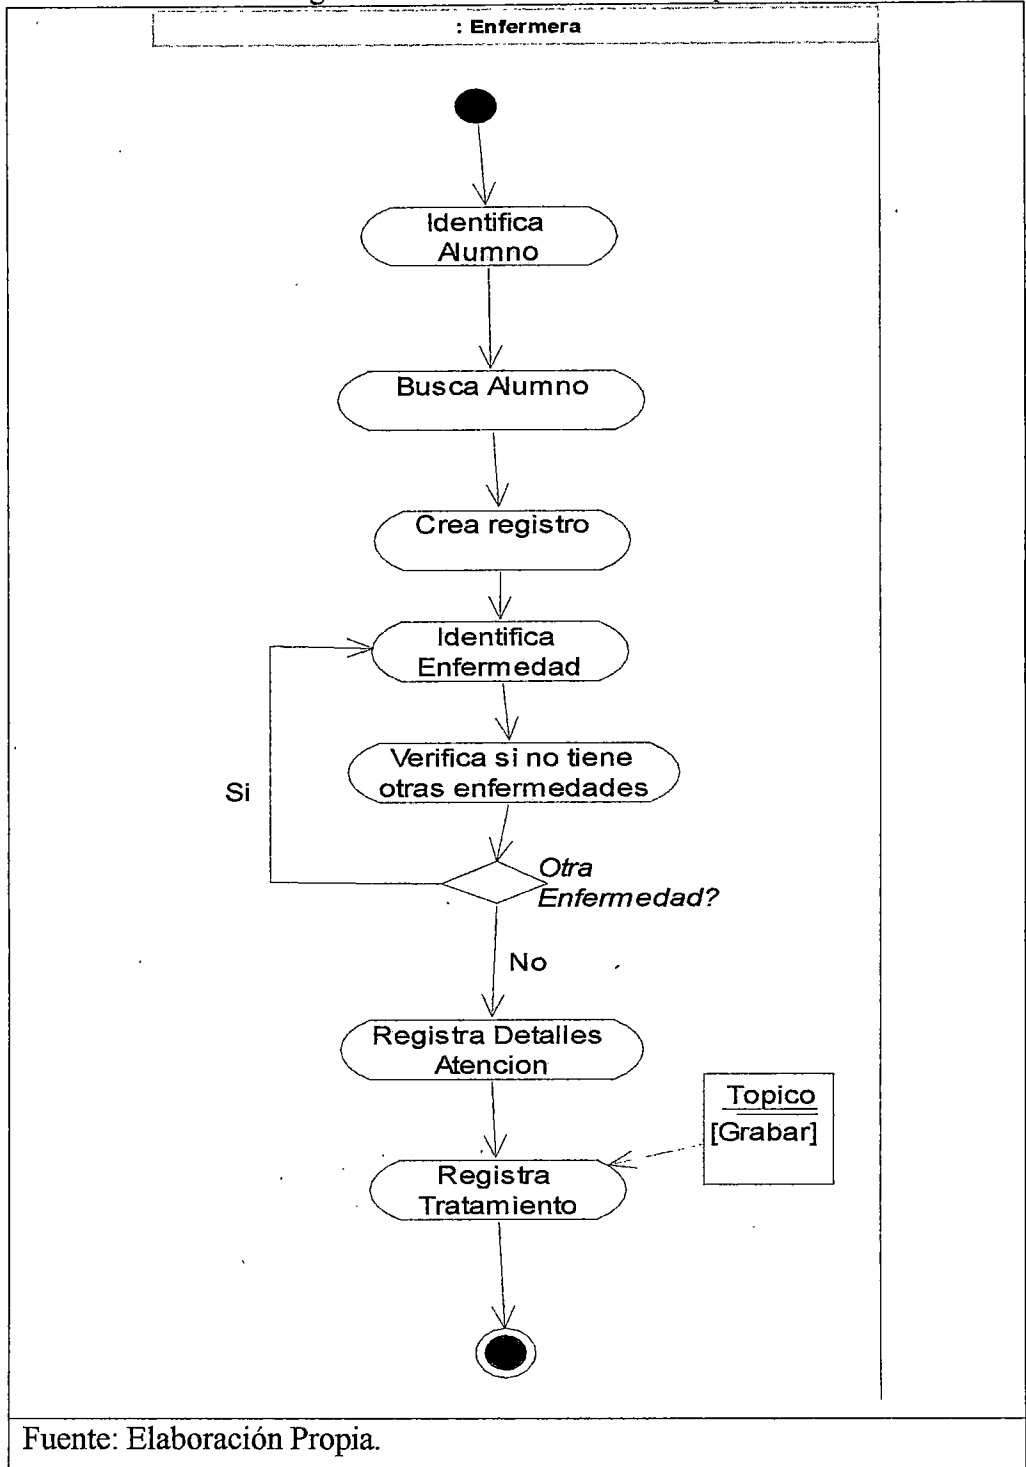 : Enfermera
Identifica
Alumno
Busca Alumno
Crea registro
Identifica
Enfermedad
Verifica si no tiene
otras enfermedades
Si
Otra
Enfermedad?
No
Registra Detalles
Atencion
Topico
[Grabar]
Registra
Tratamiento
Fuente: Elaboración Propia.